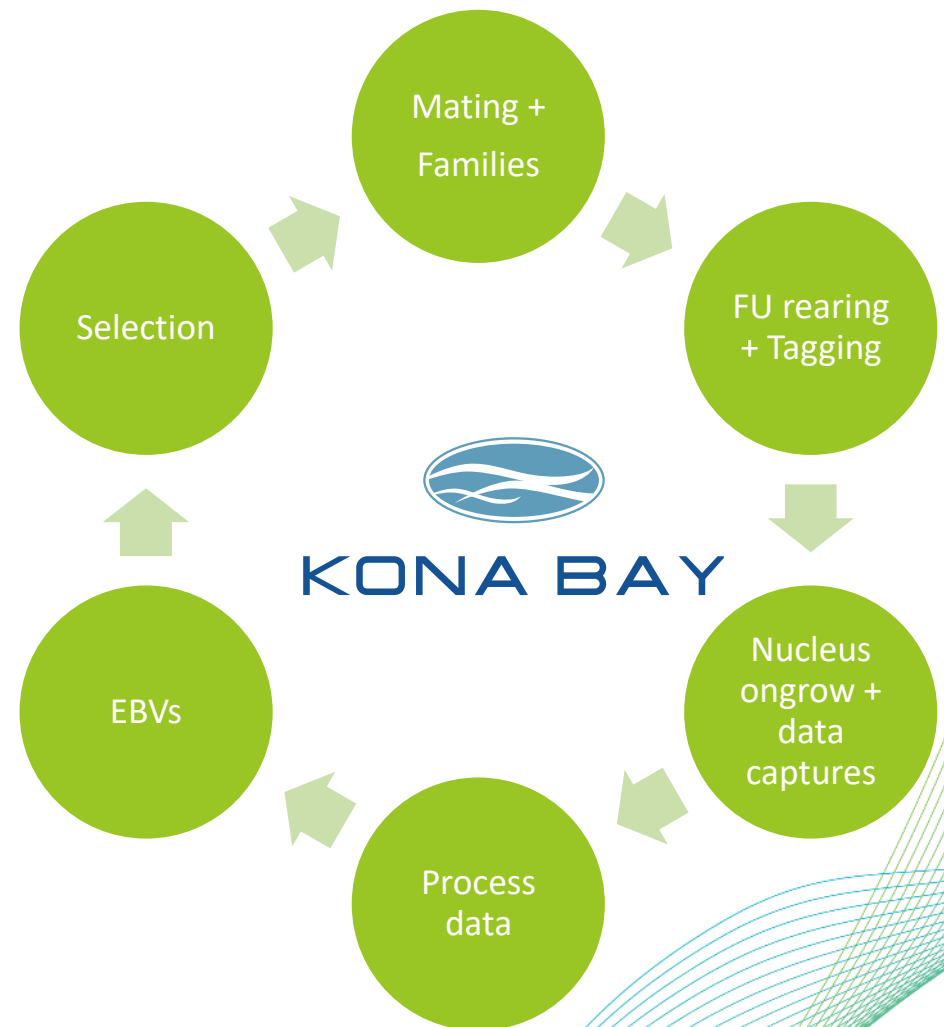 Mating +
Families
FU rearing
+ Tagging
Nucleus
ongrow +
data
captures
Process
data
EBVs
Selection
KONA BAY